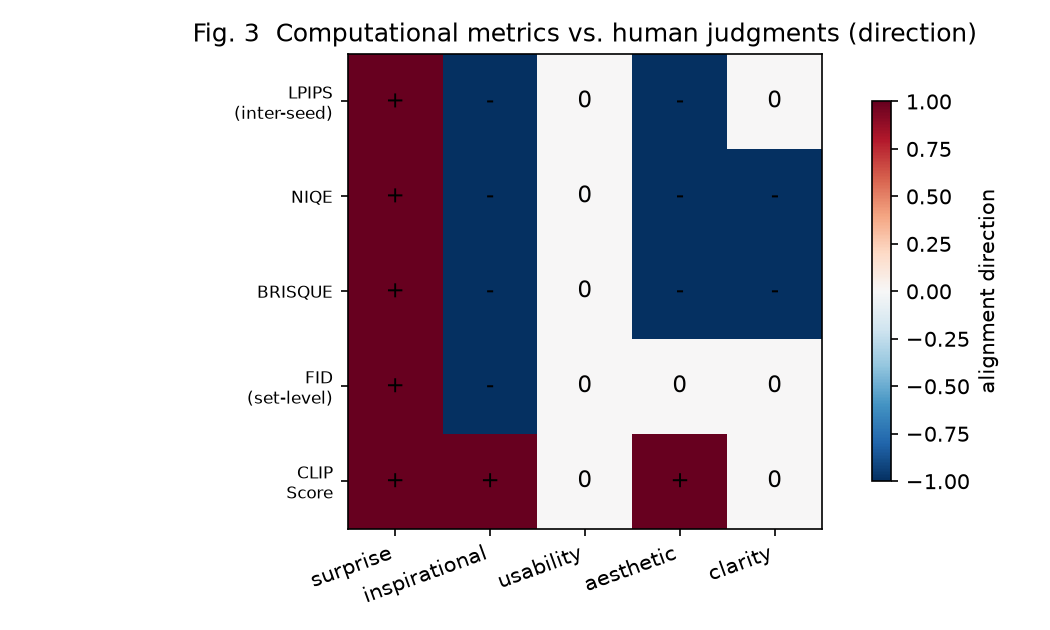 Fig. 3  Computational metrics vs. human judgments (direction)
LPIPS
(inter-seed)
+ - 0 - 0
NIQE
+ - 0 - -
BRISQUE
+ - 0 - -
FID
(set-level)
+ - 0 0 0
CLIP
Score
+ + 0 + 0
surprise
inspirational
usability
aesthetic
clarity
1.00
0.75
0.50
0.25
0.00
−0.25
−0.50
−0.75
−1.00
alignment direction